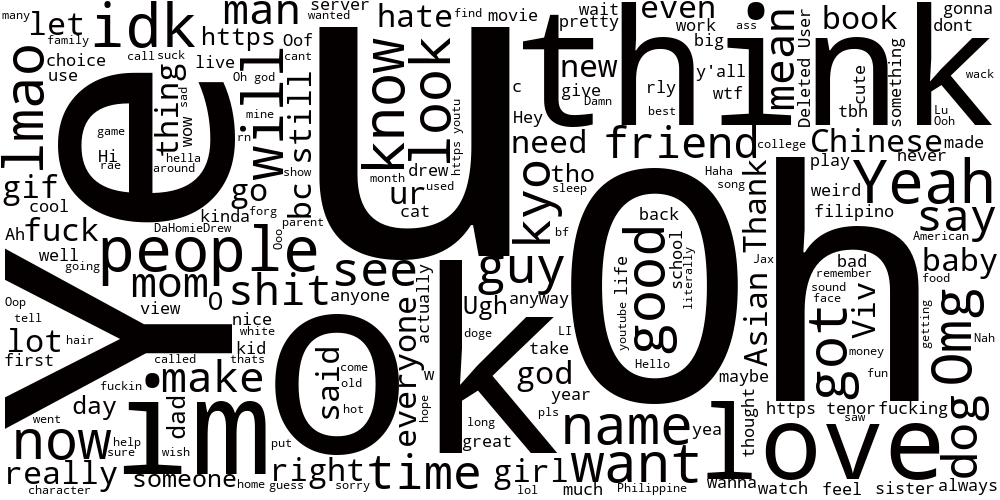 many
let
idk
man
https
server
wanted
hate
find
movie
wait
pretty
even
work
big
ass
mean
Deleted User
book
gonna
dont
family
choice
use
call
suck
live
Oof
cant
Oh god
lmao
e
thing
wow
sad
will
mine
rn
u
know
look
https youtu
think
new
give
Damn
c
Hey
y'all
wtf
rly
best
tbh
cute
something
wack
Lu
Ooh
game
Hi
rae
hella
around
still
bc
show
need
friend
college
Chinese
made
never
play
gif
cool
go
kinda
forg
month
drew
used
ur
cat
kyo
tho
sleep
bf
Haha
song
Thank
weird
filipino
Yeah
say
American
Ah
fuck
DaHomieDrew
Ooo
parent
well
going
people
see
guy
Oh
back
good
life
school
literally
youtube
Hello
Jax
Asian
bad
remember
sound
face
baby
food
mom
O
shit
anyone
actually
Ugh
anyway
Oop
tell
view
nice
white
kid
thats
Y
ok
doge
LI
got
Viv
getting
Omg
Nah
lot
hair
first
called
make
said
come
old
hot
everyone
W
hope
take
god
year
pls
maybe
thought
money
fun
fuckin
day
dad
im
went
now
help
sure
wish
put
long
great
name
yea
want
https tenor
fucking
saw
love
dog
really
character
someone
home
guess
right
sorry
time
girl
lol
much
Philippine
wanna
watch
feel
sister
always